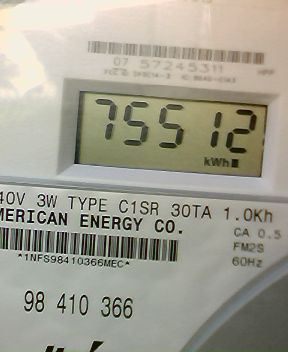 07 57245311
75512
kWh
40V 3W TYPE C1SR 30TA 1.0Kh
MERICAN ENERGY CO.
CA 0.5
FM2S
*1NFS98410366MEC*
60Hz
98 410 366